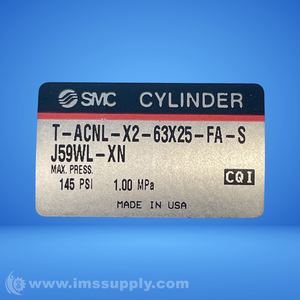 SMC CYLINDER
T-ACNL-X2-63X25-FA-S
J59WL-XN
MAX. PRESS.
145 PSI 1.00 MPa
CQI
MADE IN USA
© www.imssupply.com